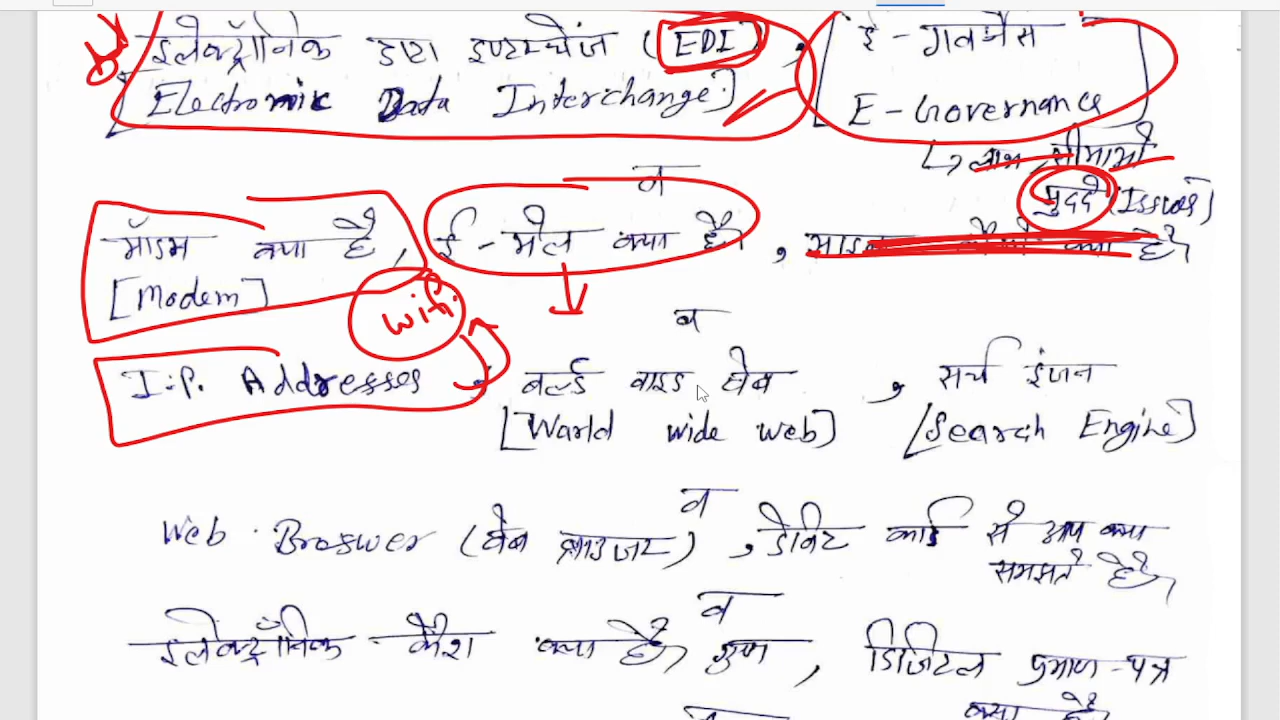 इलेक्ट्रॉनिक डाटा इण्टरचेंज (EDI), ई - गवर्नेंस
[Electronic Data Interchange] [E - Governance
↳ लाभ, सीमाओं
व मुद्दे (Issues)
मॉडम क्या है, ई - मेल क्या है।, क्या है?
[Modem]
Wifi
व
I.P. Addresses, वर्ल्ड वाइड वेब, सर्च इंजन
[World wide web] [Search Engine]
व
Web Broswer (वेब ब्राउजर), डेबिट कार्ड से आप क्या
समझते है?
व
इलेक्ट्रॉनिक कैश क्या है? गुण, डिजिटल प्रमाण-पत्र
क्या है?